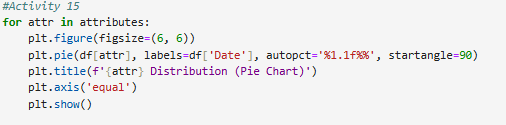 #Activity 15
for attr in attributes:
    plt.figure(figsize=(6, 6))
    plt.pie(df[attr], labels=df['Date'], autopct='%1.1f%%', startangle=90)
    plt.title(f'{attr} Distribution (Pie Chart)')
    plt.axis('equal')
    plt.show()